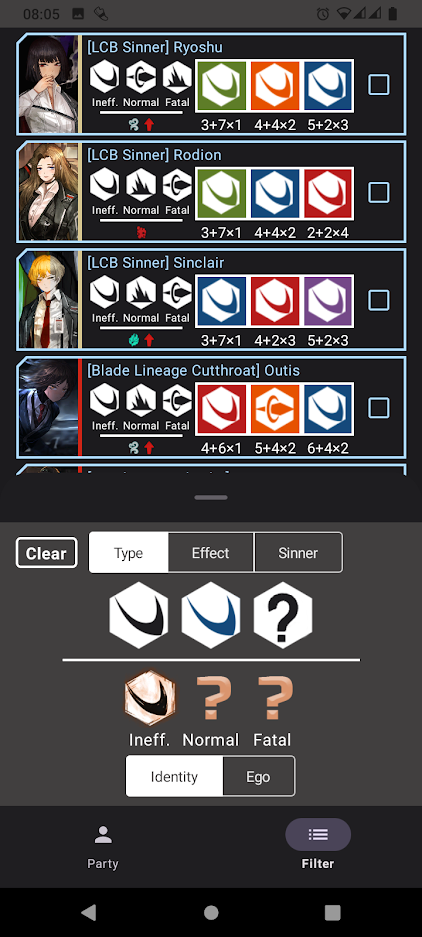 08:05
[LCB Sinner] Ryoshu
Ineff. Normal Fatal
3+7×1 4+4×2 5+2×3
[LCB Sinner] Rodion
Ineff. Normal Fatal
3+7×1 4+4×2 2+2×4
[LCB Sinner] Sinclair
Ineff. Normal Fatal
3+7×1 4+2×3 5+2×3
[Blade Lineage Cutthroat] Outis
Ineff. Normal Fatal
4+6×1 5+4×2 6+4×2
Clear Type Effect Sinner
?
? ?
Ineff. Normal Fatal
Identity Ego
Party Filter